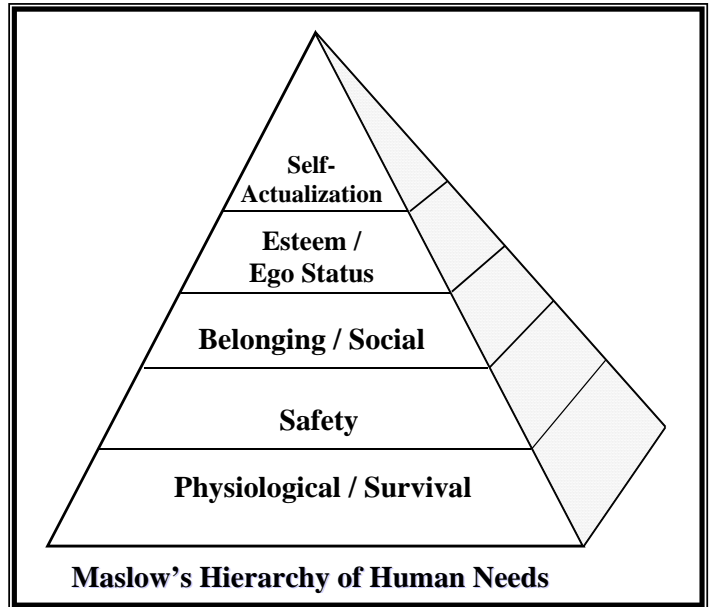 Self-
Actualization
Esteem /
Ego Status
Belonging / Social
Safety
Physiological / Survival
Maslow’s Hierarchy of Human Needs